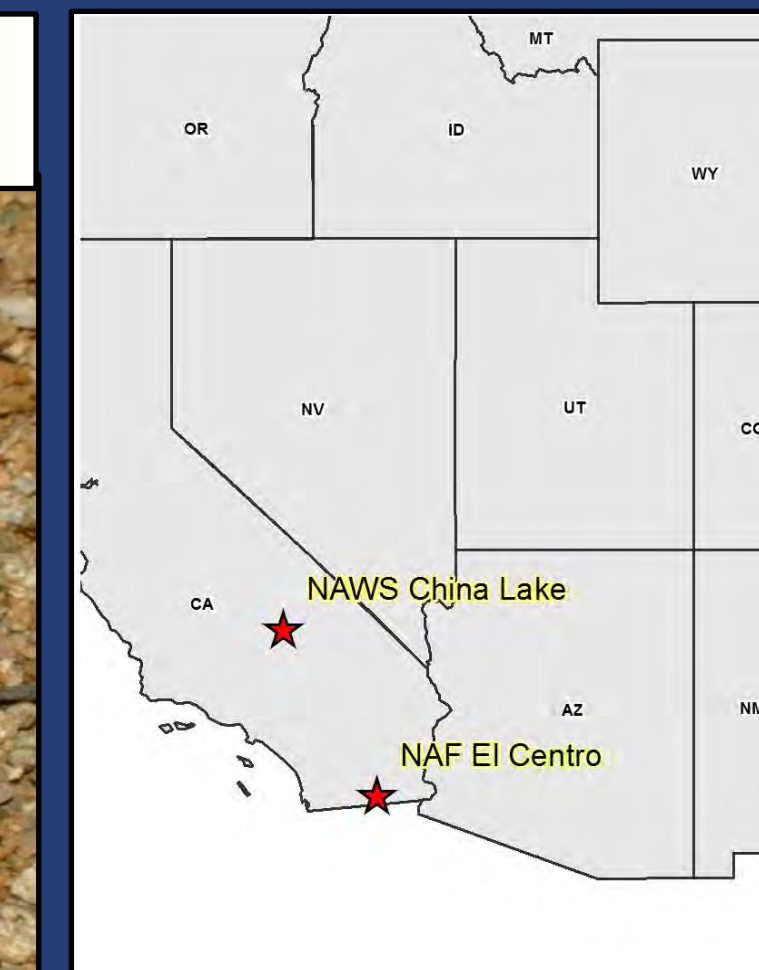 MT
OR
ID
WY
NV
UT
CO
NAWS China Lake
CA
AZ
NM
NAF El Centro